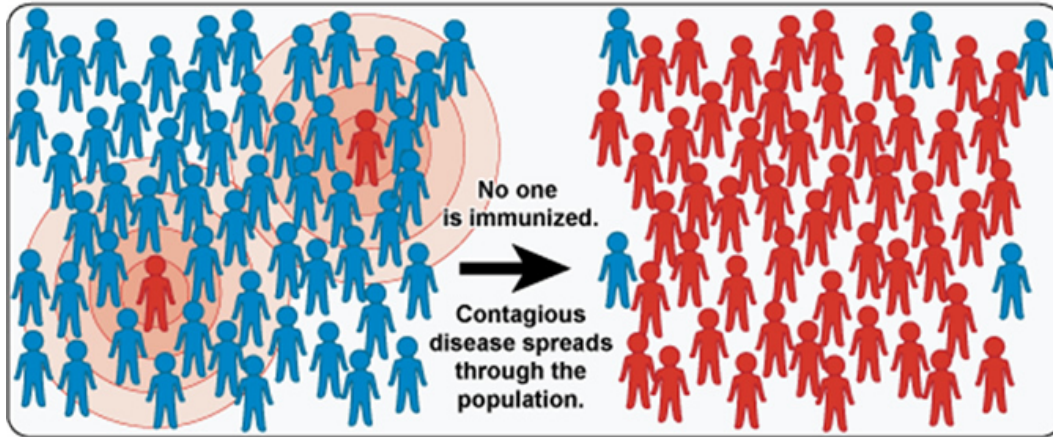 No one
is immunized.
Contagious
disease spreads
through the
population.